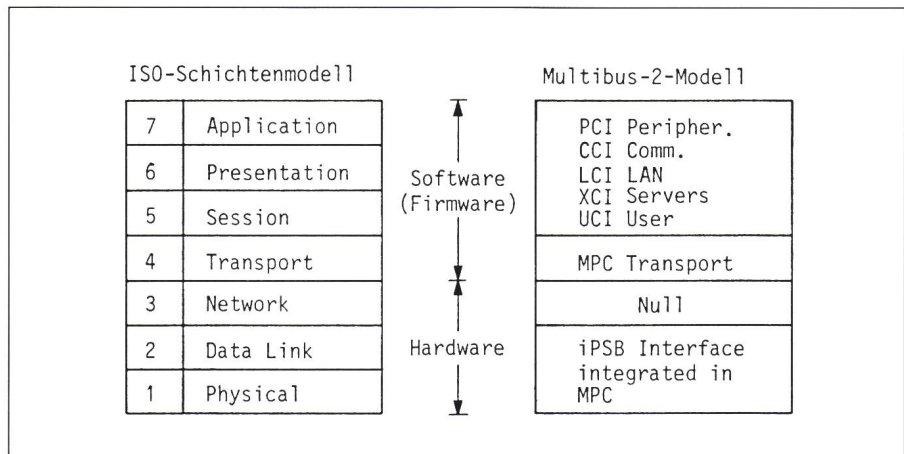 ISO-Schichtenmodell
7 Application
6 Presentation
5 Session
4 Transport
3 Network
2 Data Link
1 Physical
Software
(Firmware)
Hardware
Multibus-2-Modell
PCI Peripher.
CCI Comm.
LCI LAN
XCI Servers
UCI User
MPC Transport
Null
iPSB Interface
integrated in
MPC